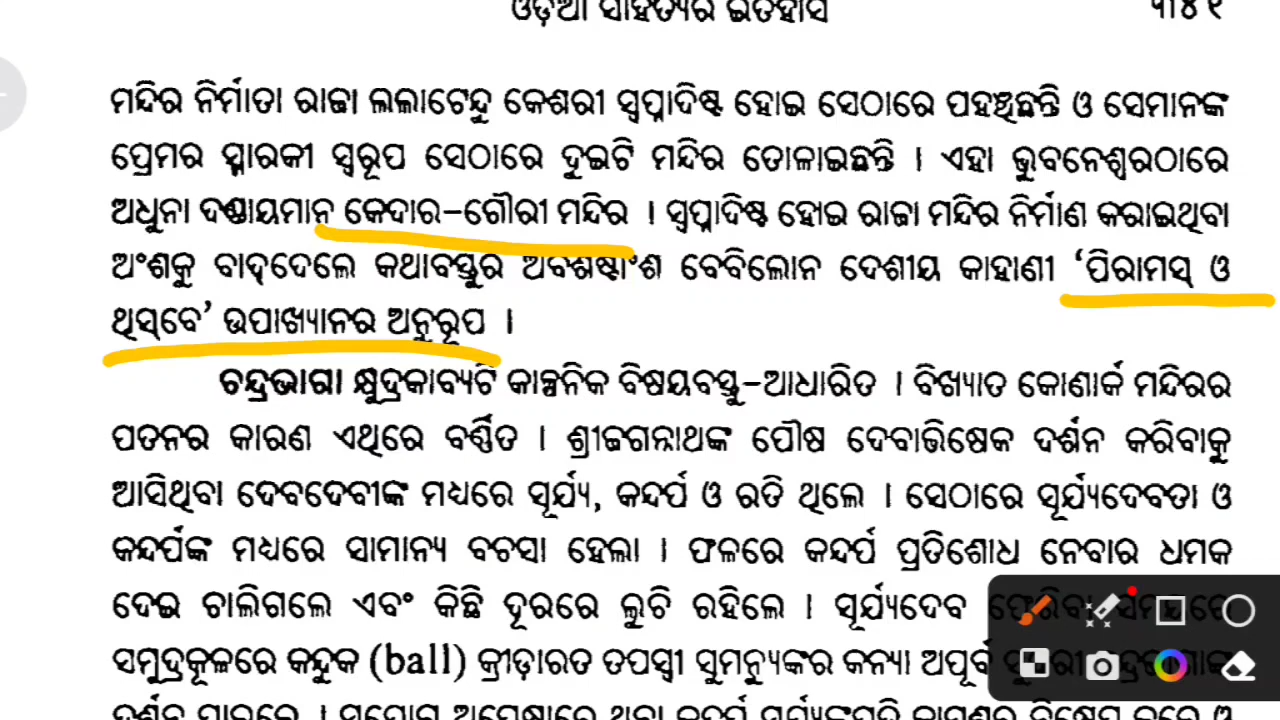 ଓଡ଼ିଆ ସାହିତ୍ୟର ଇତିହାସ
ମନ୍ଦିର ନିର୍ମାତା ରାଜା ଲଲାଟେନ୍ଦୁ କେଶରୀ ସ୍ୱପ୍ନାଦିଷ୍ଟ ହୋଇ ସେଠାରେ ପହଞ୍ଚିଛନ୍ତି ଓ ସେମାନଙ୍କ
ପ୍ରେମର ସ୍ମାରକୀ ସ୍ୱରୂପ ସେଠାରେ ଦୁଇଟି ମନ୍ଦିର ତୋଳାଇଛନ୍ତି । ଏହା ଭୁବନେଶ୍ୱରଠାରେ
ଅଧୁନା ଦଣ୍ଡାୟମାନ କେଦାର-ଗୌରୀ ମନ୍ଦିର । ସ୍ୱପ୍ନାଦିଷ୍ଟ ହୋଇ ରାଜା ମନ୍ଦିର ନିର୍ମାଣ କରାଇଥିବା
ଅଂଶକୁ ବାଦ୍‌ଦେଲେ କଥାବସ୍ତୁର ଅବଶିଷ୍ଟାଂଶ ବେବିଲୋନ ଦେଶୀୟ କାହାଣୀ ‘ପିରାମସ୍ ଓ
ଥିସ୍‌ବେ’ ଉପାଖ୍ୟାନର ଅନୁରୂପ ।
ଚନ୍ଦ୍ରଭାଗା କ୍ଷୁଦ୍ରକାବ୍ୟଟି କାଳ୍ପନିକ ବିଷୟବସ୍ତୁ-ଆଧାରିତ । ବିଖ୍ୟାତ କୋଣାର୍କ ମନ୍ଦିରର
ପତନର କାରଣ ଏଥିରେ ବର୍ଣ୍ଣିତ । ଶ୍ରୀଜଗନ୍ନାଥଙ୍କ ପୌଷ ଦେବାଭିଷେକ ଦର୍ଶନ କରିବାକୁ
ଆସିଥିବା ଦେବଦେବୀଙ୍କ ମଧ୍ୟରେ ସୂର୍ଯ୍ୟ, କନ୍ଦର୍ପ ଓ ରତି ଥିଲେ । ସେଠାରେ ସୂର୍ଯ୍ୟଦେବତା ଓ
କନ୍ଦର୍ପଙ୍କ ମଧ୍ୟରେ ସାମାନ୍ୟ ବଚସା ହେଲା । ଫଳରେ କନ୍ଦର୍ପ ପ୍ରତିଶୋଧ ନେବାର ଧମକ
ଦେଇ ଚାଲିଗଲେ ଏବଂ କିଛି ଦୂରରେ ଲୁଚି ରହିଲେ । ସୂର୍ଯ୍ୟଦେବ
ସମୁଦ୍ରକୂଳରେ କନ୍ଦୁକ (ball) କ୍ରୀଡ଼ାରତ ତପସ୍ୱୀ ସୁମନ୍ୟୁଙ୍କର କନ୍ୟା ଅପୂର୍ବ